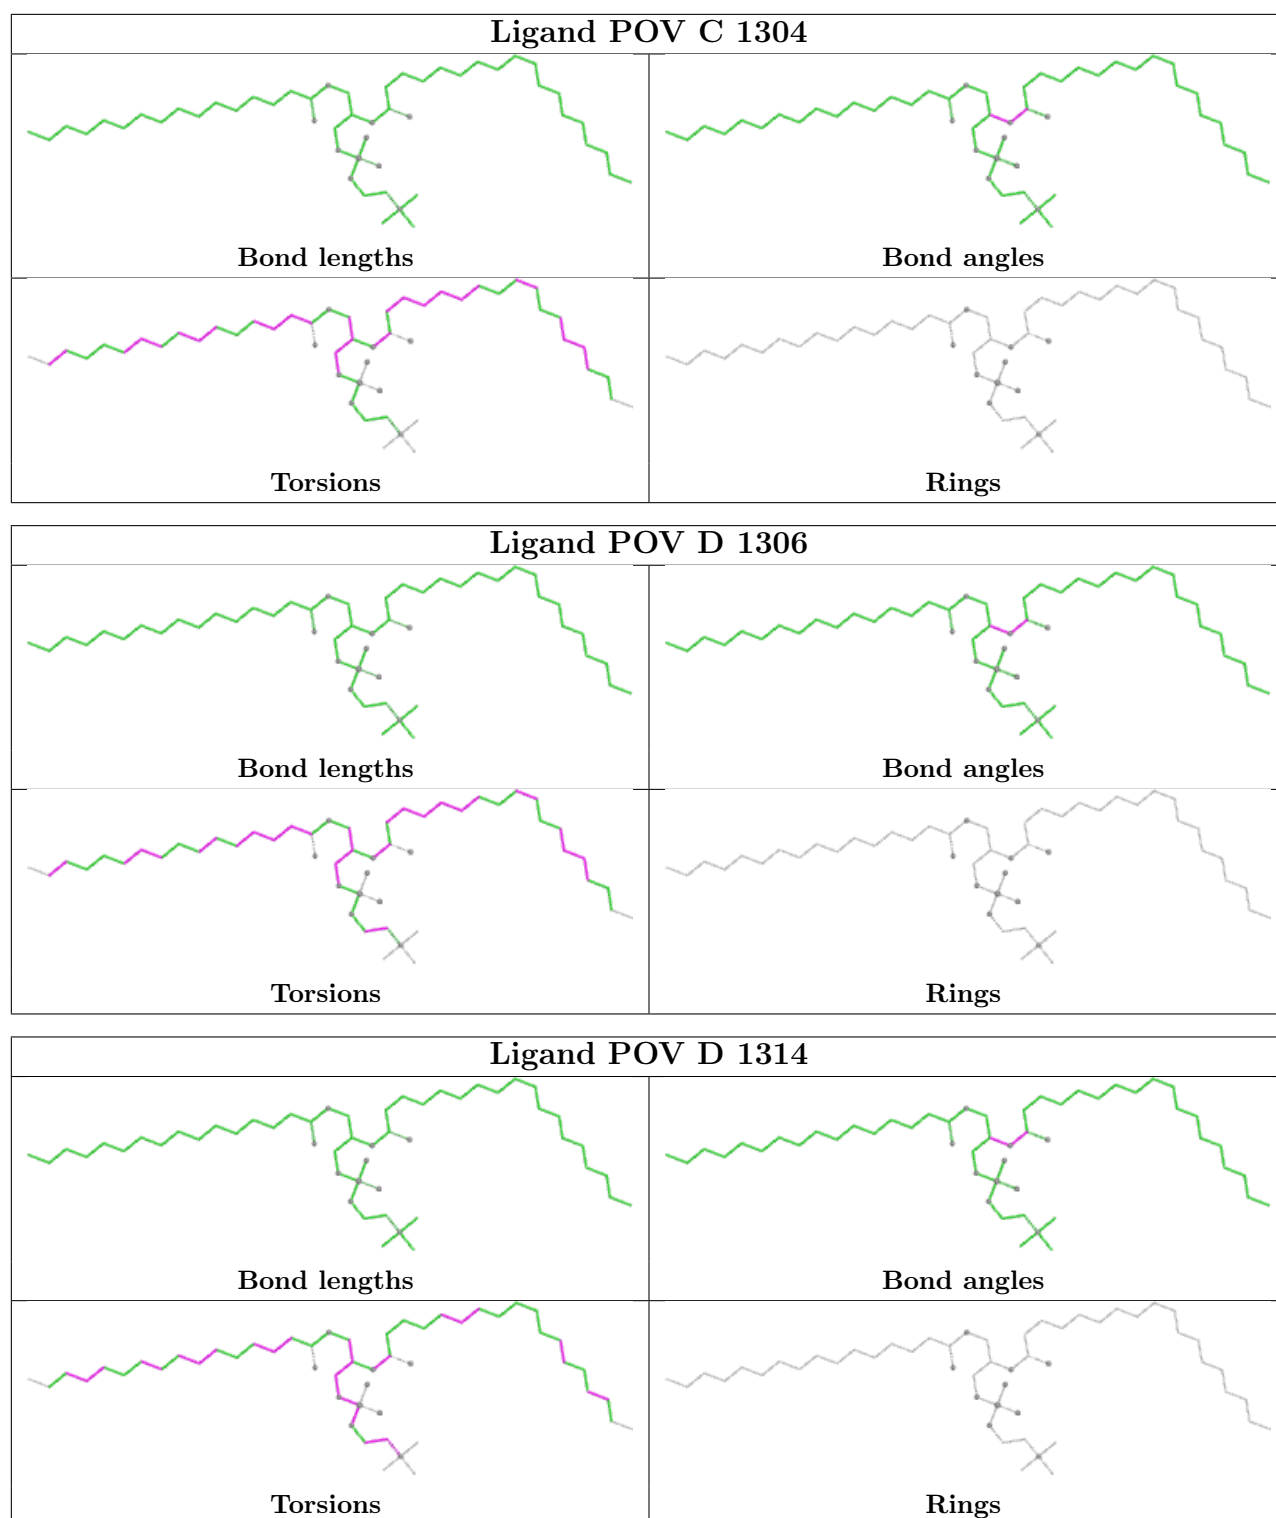 Ligand POV C 1304
Bond lengths
Bond angles
Torsions
Rings
Ligand POV D 1306
Bond lengths
Bond angles
Torsions
Rings
Ligand POV D 1314
Bond lengths
Bond angles
Torsions
Rings